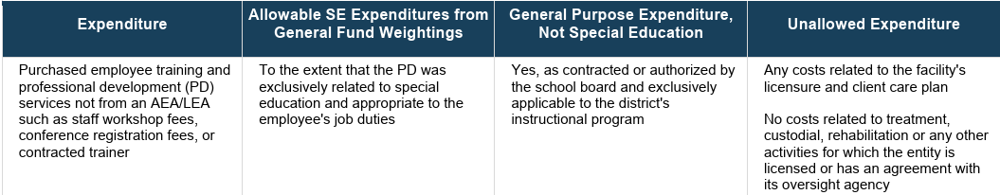 Expenditure
Allowable SE Expenditures from
General Fund Weightings
General Purpose Expenditure,
Not Special Education
Unallowed Expenditure
Purchased employee training and
professional development (PD)
services not from an AEA/LEA
such as staff workshop fees,
conference registration fees, or
contracted trainer
To the extent that the PD was
exclusively related to special
education and appropriate to the
employee's job duties
Yes, as contracted or authorized by
the school board and exclusively
applicable to the district's
instructional program
Any costs related to the facility's
licensure and client care plan
No costs related to treatment,
custodial, rehabilitation or any other
activities for which the entity is
licensed or has an agreement with
its oversight agency